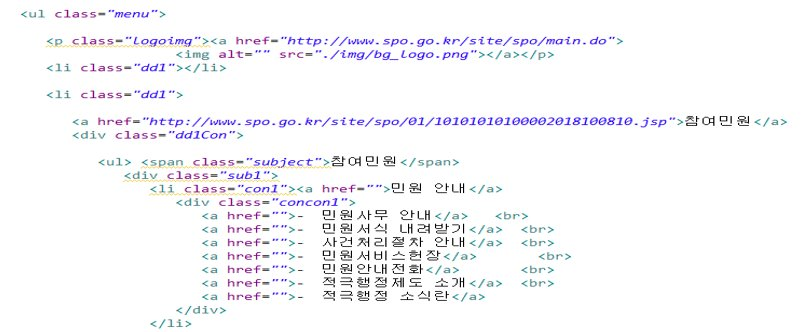 <ul class="menu">
<p class="Logoimg"><a href="http://www.spo.go.kr/site/spo/main.do">
<img alt="" src="./img/bg_logo.png"></a></p>
<li class="dd1"></li>
<li class="dd1">
<a href="http://www.spo.go.kr/site/spo/01/10101010100002018100810.jsp">참여민원</a>
<div class="dd1Con">
<ul> <span class="subject">참여민원</span>
<div class="sub1">
<li class="con1"><a href="">민원 안내</a>
<div class="concon1">
<a href="">- 민원사무 안내</a> <br>
<a href="">- 민원서식 내려받기</a> <br>
<a href="">- 사건처리절차 안내</a> <br>
<a href="">- 민원서비스헌장</a> <br>
<a href="">- 민원안내전화</a> <br>
<a href="">- 적극행정제도 소개</a> <br>
<a href="">- 적극행정 소식란</a>
</div>
</li>